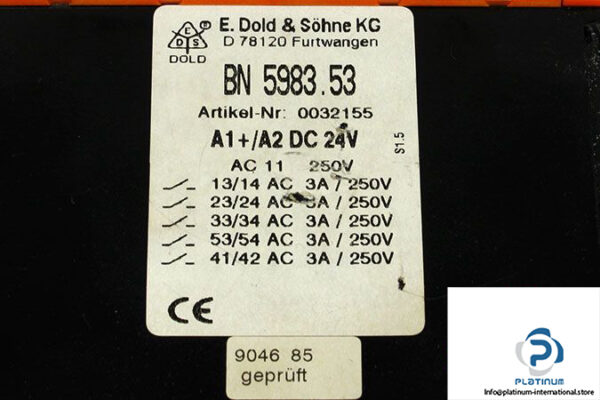 E D S
DOLD
E. Dold & Söhne KG
D 78120 Furtwangen
BN 5983.53
Artikel-Nr: 0032155
A1+/A2 DC 24V
S1.5
AC 11 250V
13/14 AC 3A / 250V
23/24 AC 3A / 250V
33/34 AC 3A / 250V
53/54 AC 3A / 250V
41/42 AC 3A / 250V
CE
9046 85
geprüft
PLATINUM
www.platinum-international.store